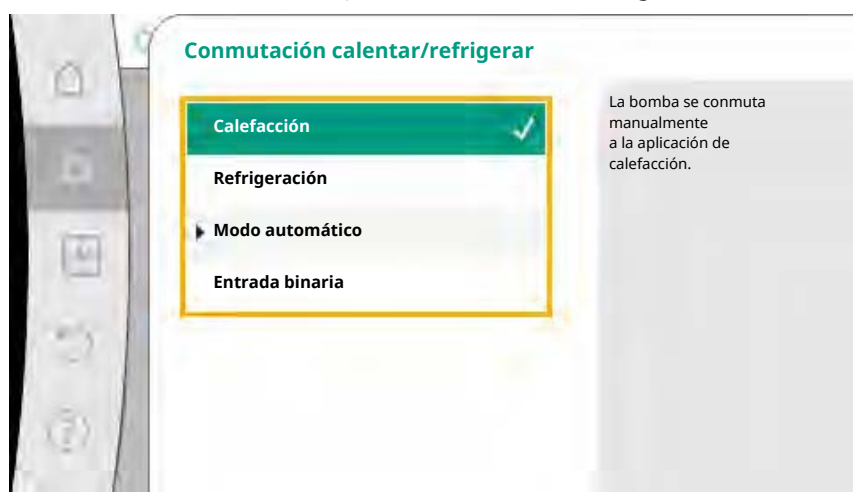 Conmutación calentar/refrigerar
Calefacción
Refrigeración
Modo automático
Entrada binaria
La bomba se conmuta
manualmente
a la aplicación de
calefacción.